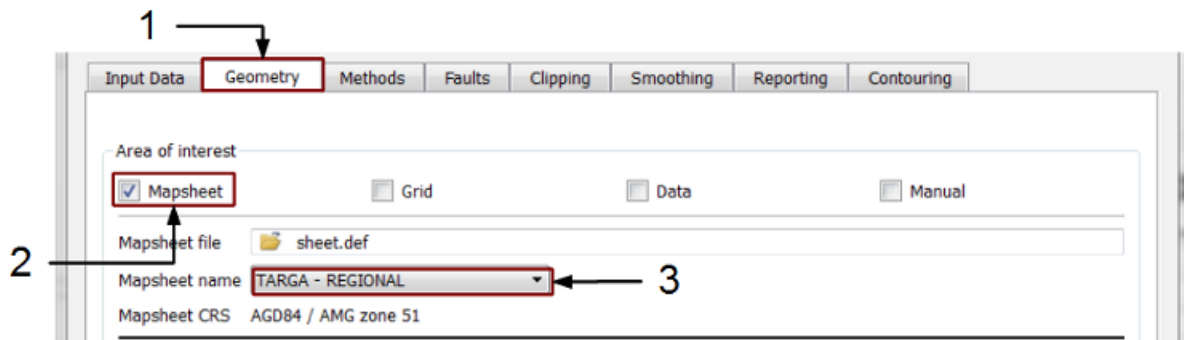 1
Input Data Geometry Methods Faults Clipping Smoothing Reporting Contouring
Area of interest
Mapsheet Grid Data Manual
2
Mapsheet file sheet.def
Mapsheet name TARGA - REGIONAL 3
Mapsheet CRS AGD84 / AMG zone 51